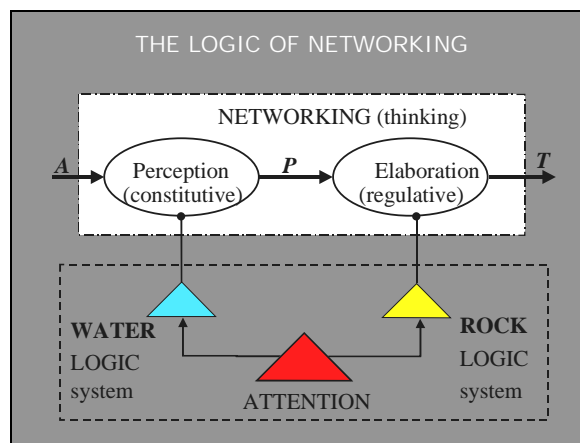 THE LOGIC OF NETWORKING
NETWORKING (thinking)
A
Perception
(constitutive)
P
Elaboration
(regulative)
T
WATER
LOGIC
system
ROCK
LOGIC
system
ATTENTION